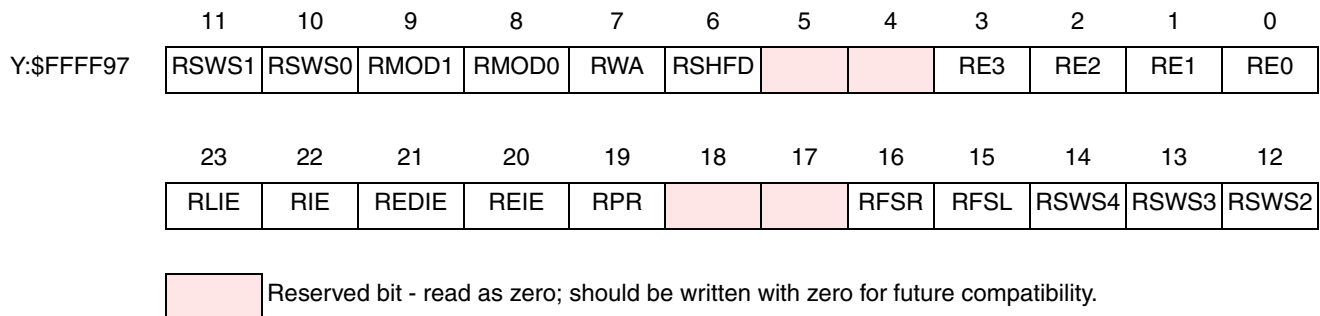 11 10 9 8 7 6 5 4 3 2 1 0
Y:$FFFF97 RSWS1 RSWS0 RMOD1 RMOD0 RWA RSHFD RE3 RE2 RE1 RE0
23 22 21 20 19 18 17 16 15 14 13 12
RLIE RIE REDIE REIE RPR RFSR RFSL RSWS4 RSWS3 RSWS2
Reserved bit - read as zero; should be written with zero for future compatibility.